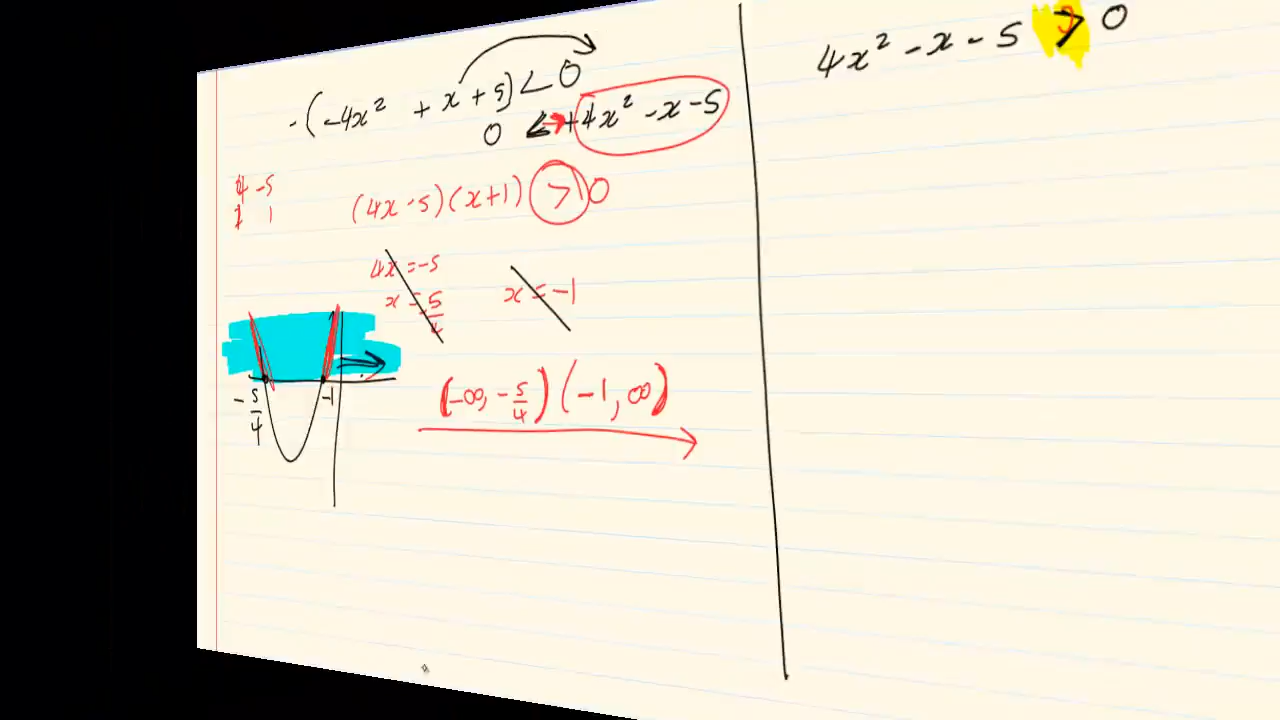 -(-4x² + x + 5) < 0
0 < +4x² - x - 5
4 -5
1 1
(4x - 5)(x + 1) > 0
4x = -5
x = -5/4
x = -1
-5/4
-1
(-∞, -5/4) (-1, ∞)
4x² - x - 5 > 0